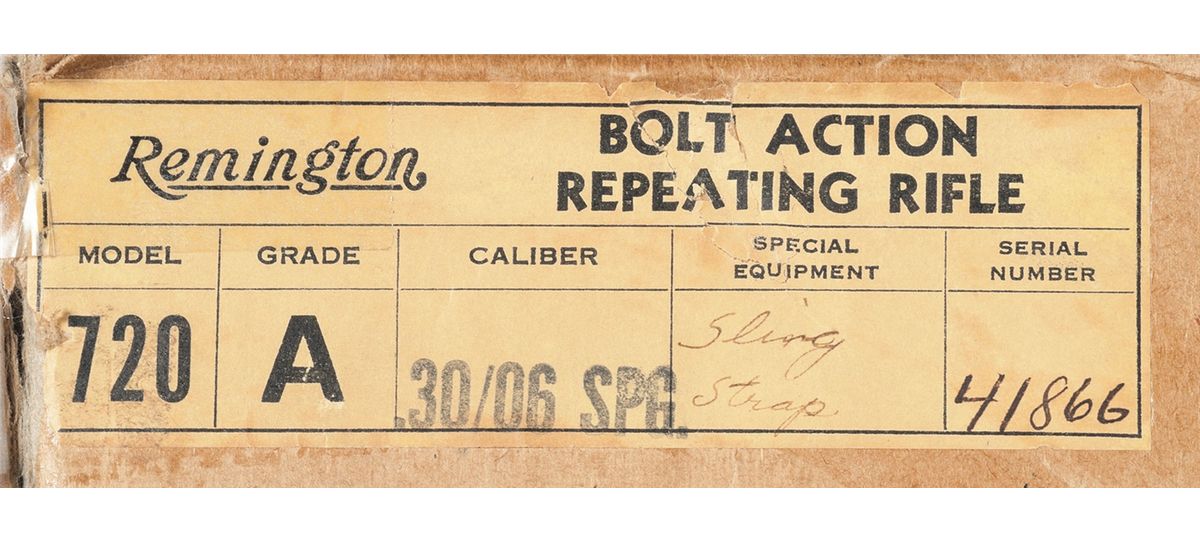 Remington
BOLT ACTION
REPEATING RIFLE
MODEL
GRADE
CALIBER
SPECIAL
EQUIPMENT
SERIAL
NUMBER
720
A
.30/06 SPG.
Sling
Strap
41866